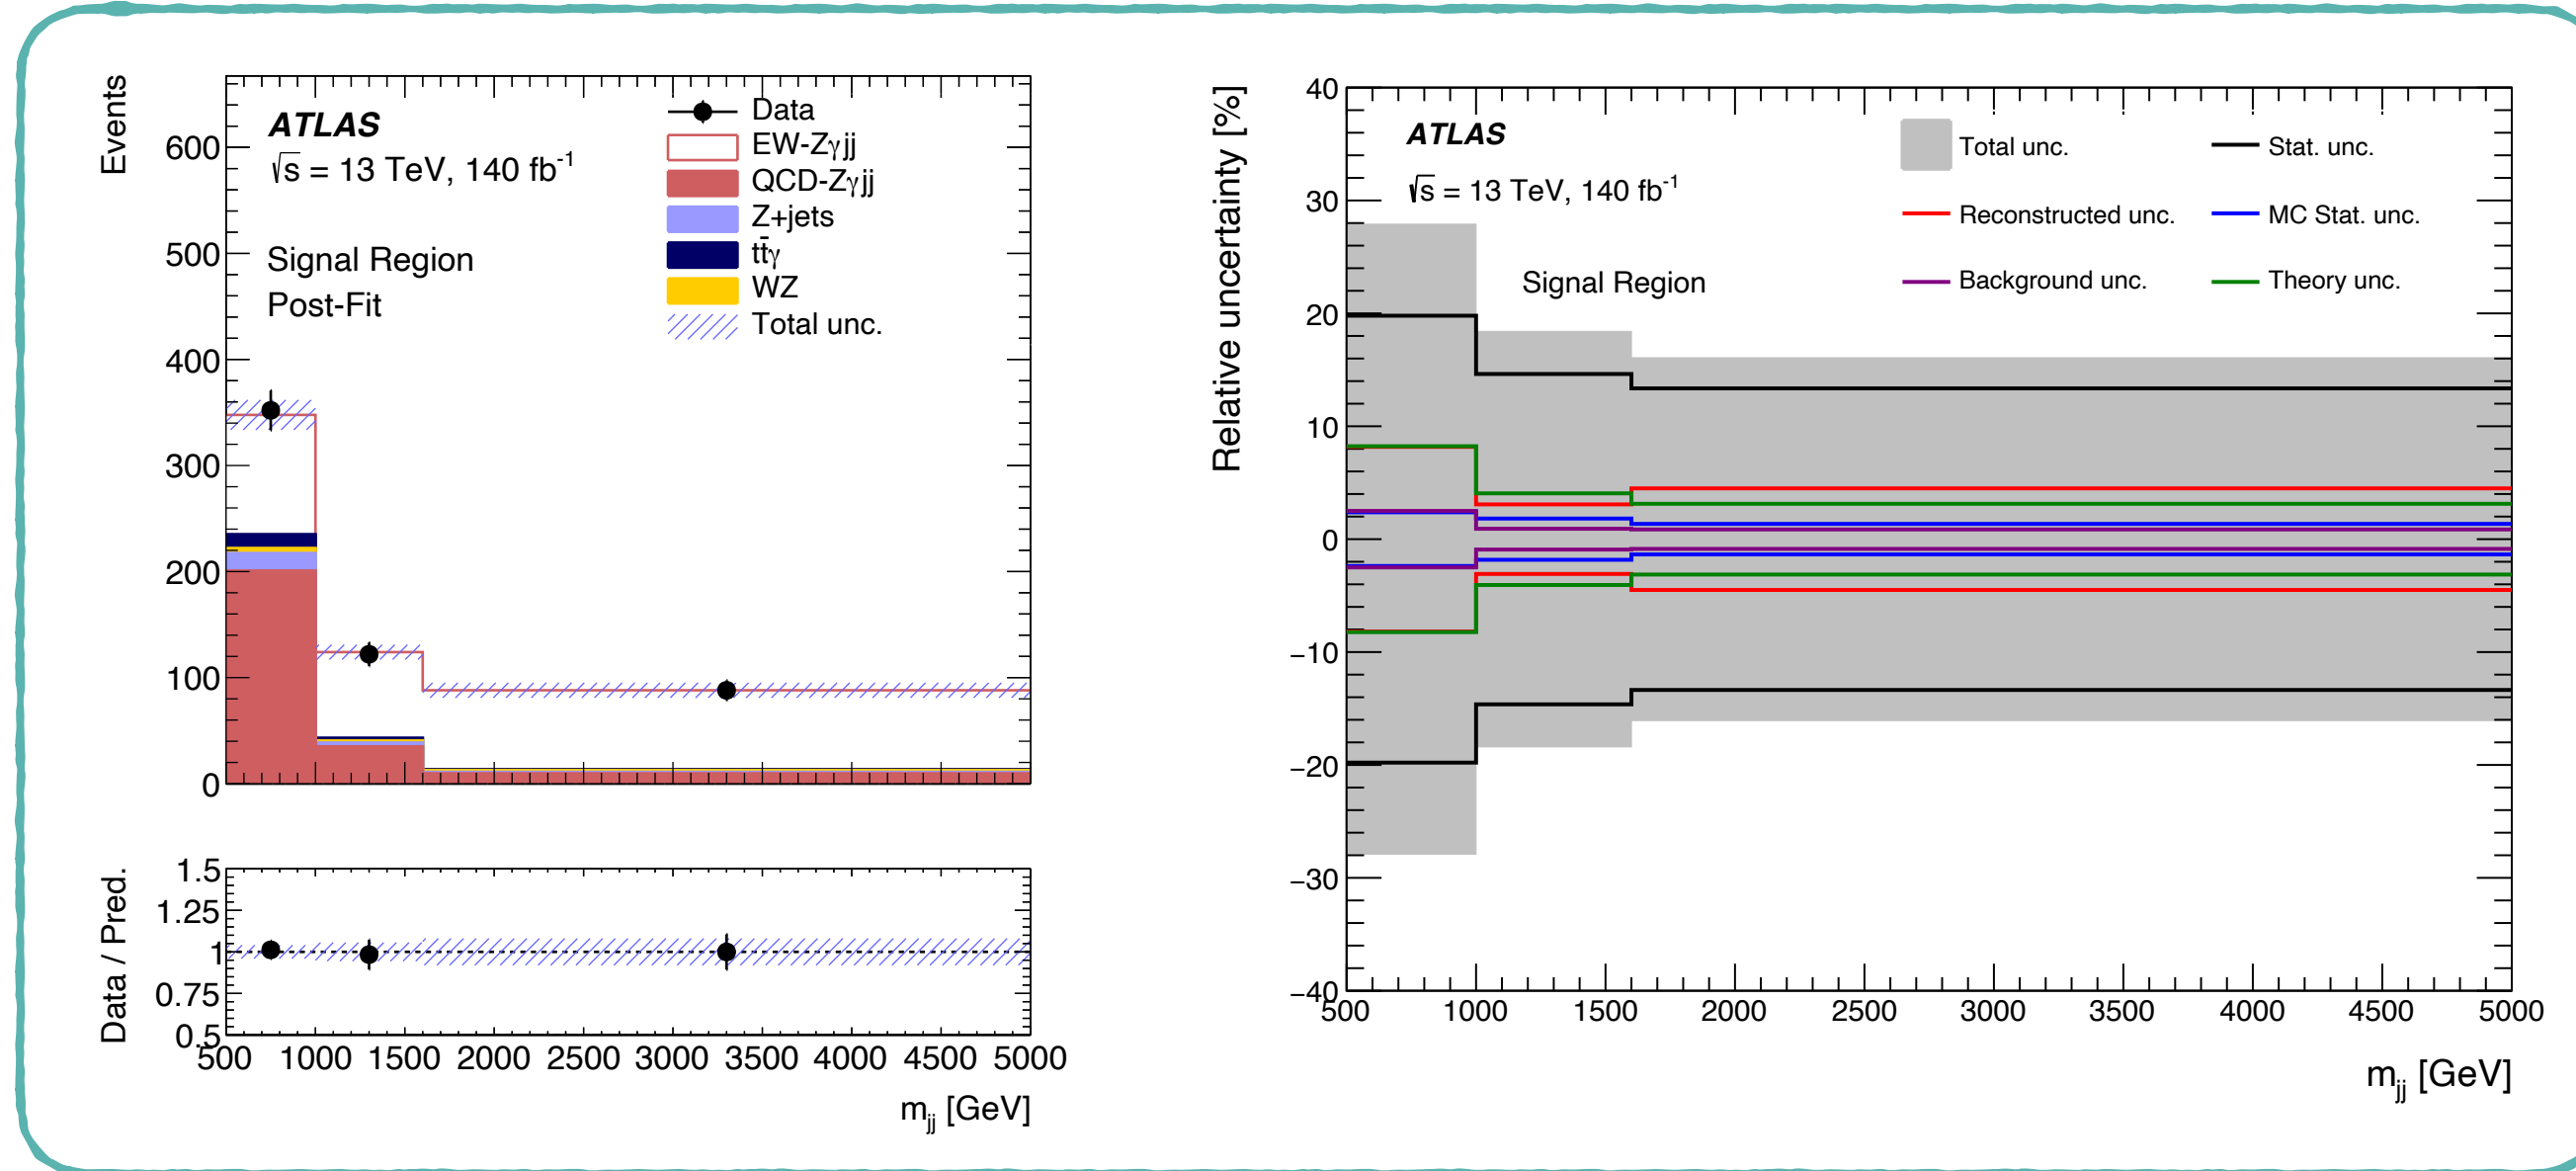 Events
ATLAS
√s = 13 TeV, 140 fb-1
Signal Region
Post-Fit
Data
EW-Zγjj
QCD-Zγjj
Z+jets
tt̄γ
WZ
Total unc.
600
500
400
300
200
100
0
Data / Pred.
1.5
1.25
1
0.75
0.5
500 1000 1500 2000 2500 3000 3500 4000 4500 5000
mjj [GeV]
Relative uncertainty [%]
ATLAS
√s = 13 TeV, 140 fb-1
Signal Region
Total unc. Stat. unc.
Reconstructed unc. MC Stat. unc.
Background unc. Theory unc.
40
30
20
10
0
−10
−20
−30
−40
500 1000 1500 2000 2500 3000 3500 4000 4500 5000
mjj [GeV]